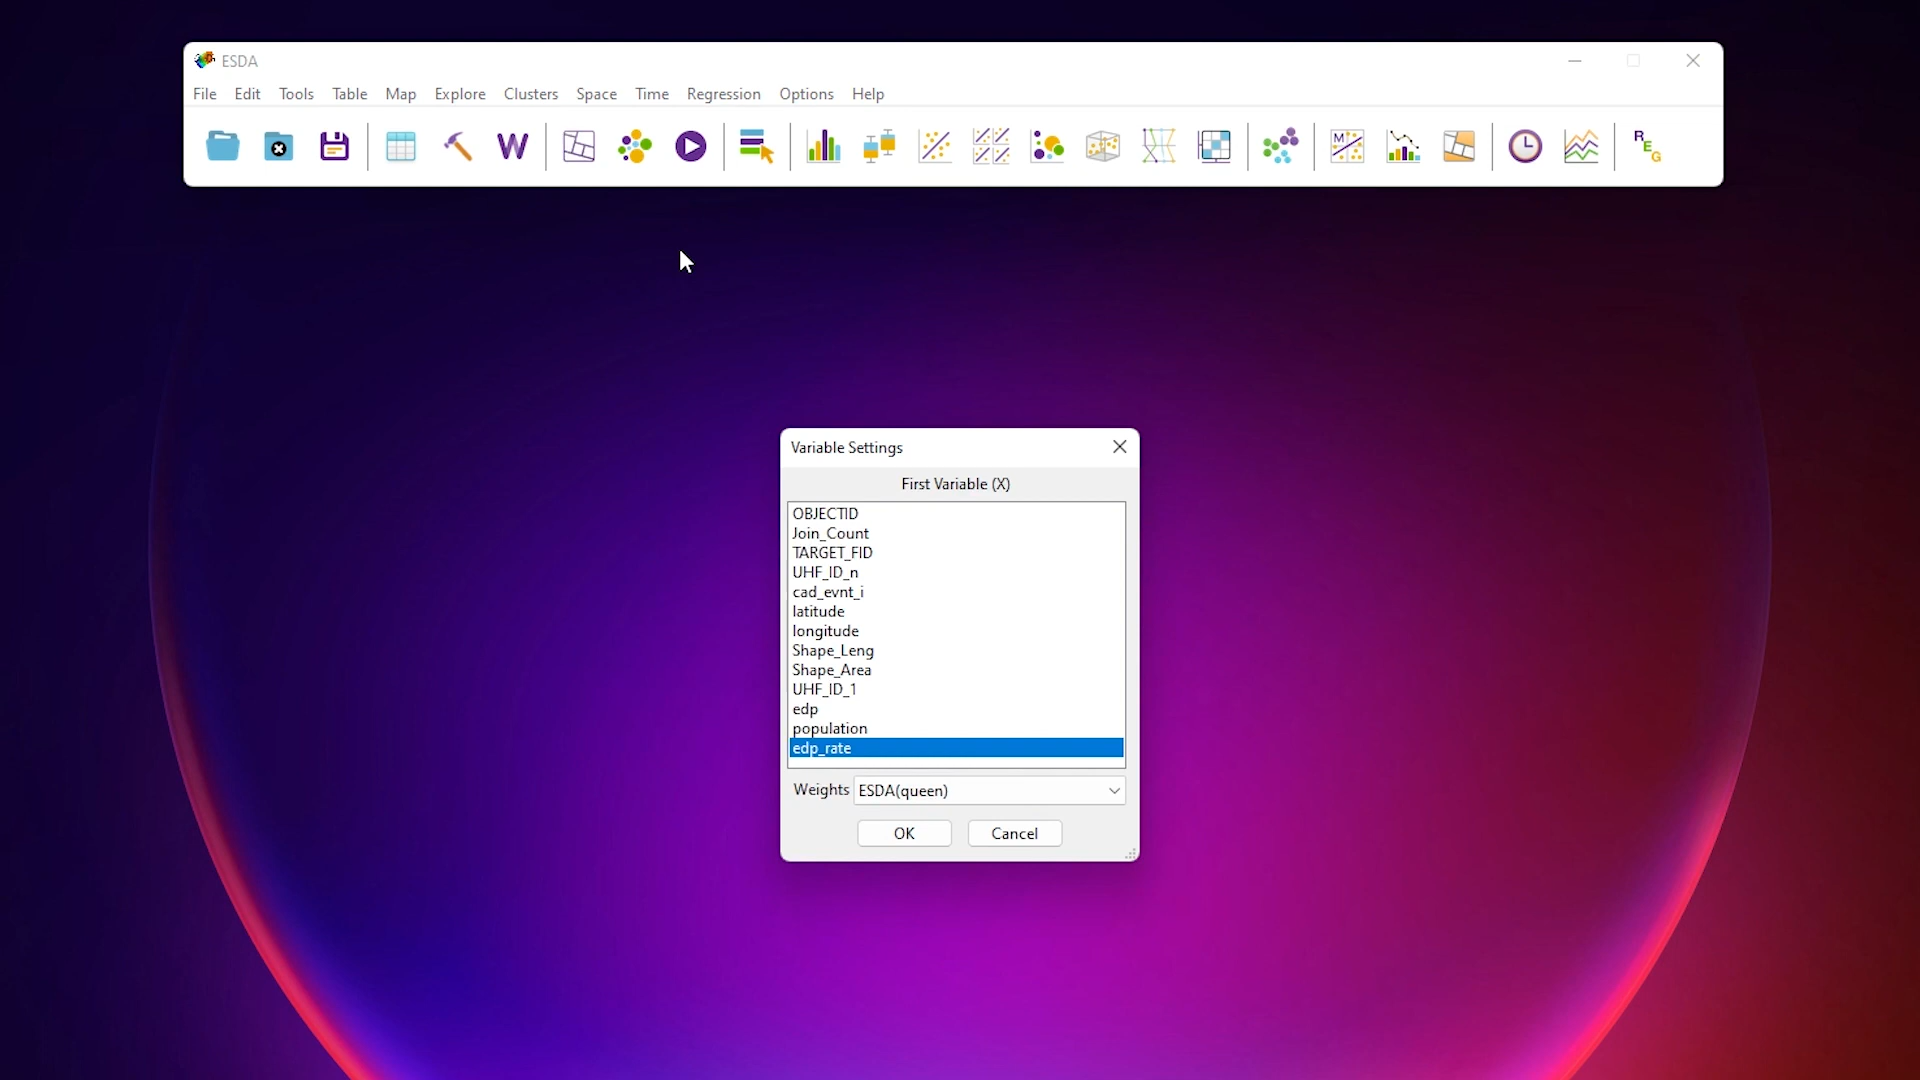 ESDA
File Edit Tools Table Map Explore Clusters Space Time Regression Options Help
W M R E G
Variable Settings
First Variable (X)
OBJECTID
Join_Count
TARGET_FID
UHF_ID_n
cad_evnt_i
latitude
longitude
Shape_Leng
Shape_Area
UHF_ID_1
edp
population
edp_rate
Weights ESDA(queen)
OK Cancel